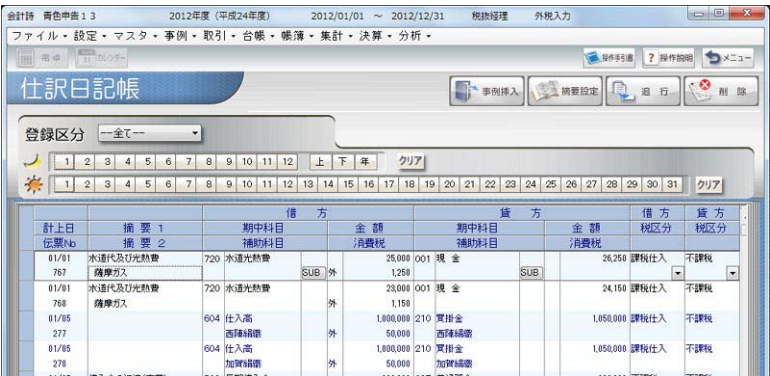 会計詩 青色申告13 2012年度 (平成24年度) 2012/01/01 ~ 2012/12/31 税抜経理 外税入力
ファイル・設定・マスタ・事例・取引・台帳・帳簿・集計・決算・分析・
電卓 カレンダー 操作手引書 ? 操作説明 メニュー
仕訳日記帳 事例挿入 摘要設定 追行 削除
登録区分 --全て--
1 2 3 4 5 6 7 8 9 10 11 12 上 下 年 クリア
1 2 3 4 5 6 7 8 9 10 11 12 13 14 15 16 17 18 19 20 21 22 23 24 25 26 27 28 29 30 31 クリア
借方 貸方 借方 貸方
計上日 摘要1 期中科目 金額 期中科目 金額 税区分 税区分
伝票No 摘要2 補助科目 消費税 補助科目 消費税
01/01 水道代及び光熱費 720 水道光熱費 25,000 001 現金 26,250 課税仕入 不課税
767 薩摩ガス SUB 外 1,250 SUB
01/01 水道代及び光熱費 720 水道光熱費 23,000 001 現金 24,150 課税仕入 不課税
768 薩摩ガス 外 1,150
01/05 604 仕入高 1,000,000 210 買掛金 1,050,000 課税仕入 不課税
277 西陣絹織 外 50,000 西陣絹織
01/05 604 仕入高 1,000,000 210 買掛金 1,050,000 課税仕入 不課税
278 加賀絹織 外 50,000 加賀絹織